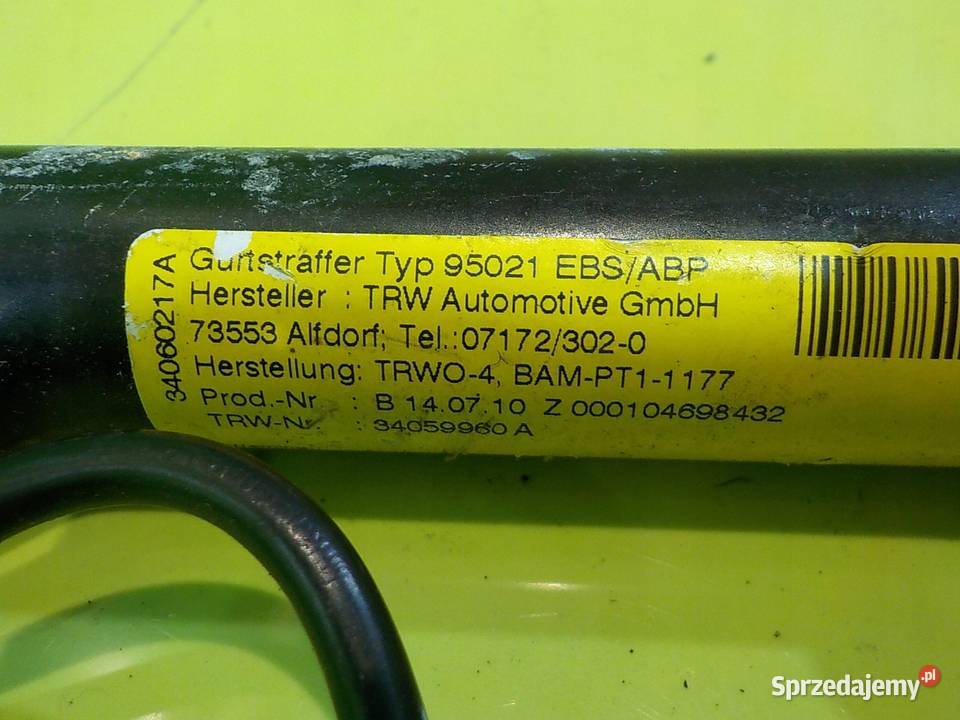 Gurtstraffer Typ 95021 EBS/ABP
Hersteller : TRW Automotive GmbH
73553 Alfdorf; Tel.:07172/302-0
Herstellung: TRWO-4, BAM-PT1-1177
Prod.-Nr. : B 14.07.10 Z 000104698432
TRW-Nr. : 34059960 A
34060217A
Sprzedajemy.pl